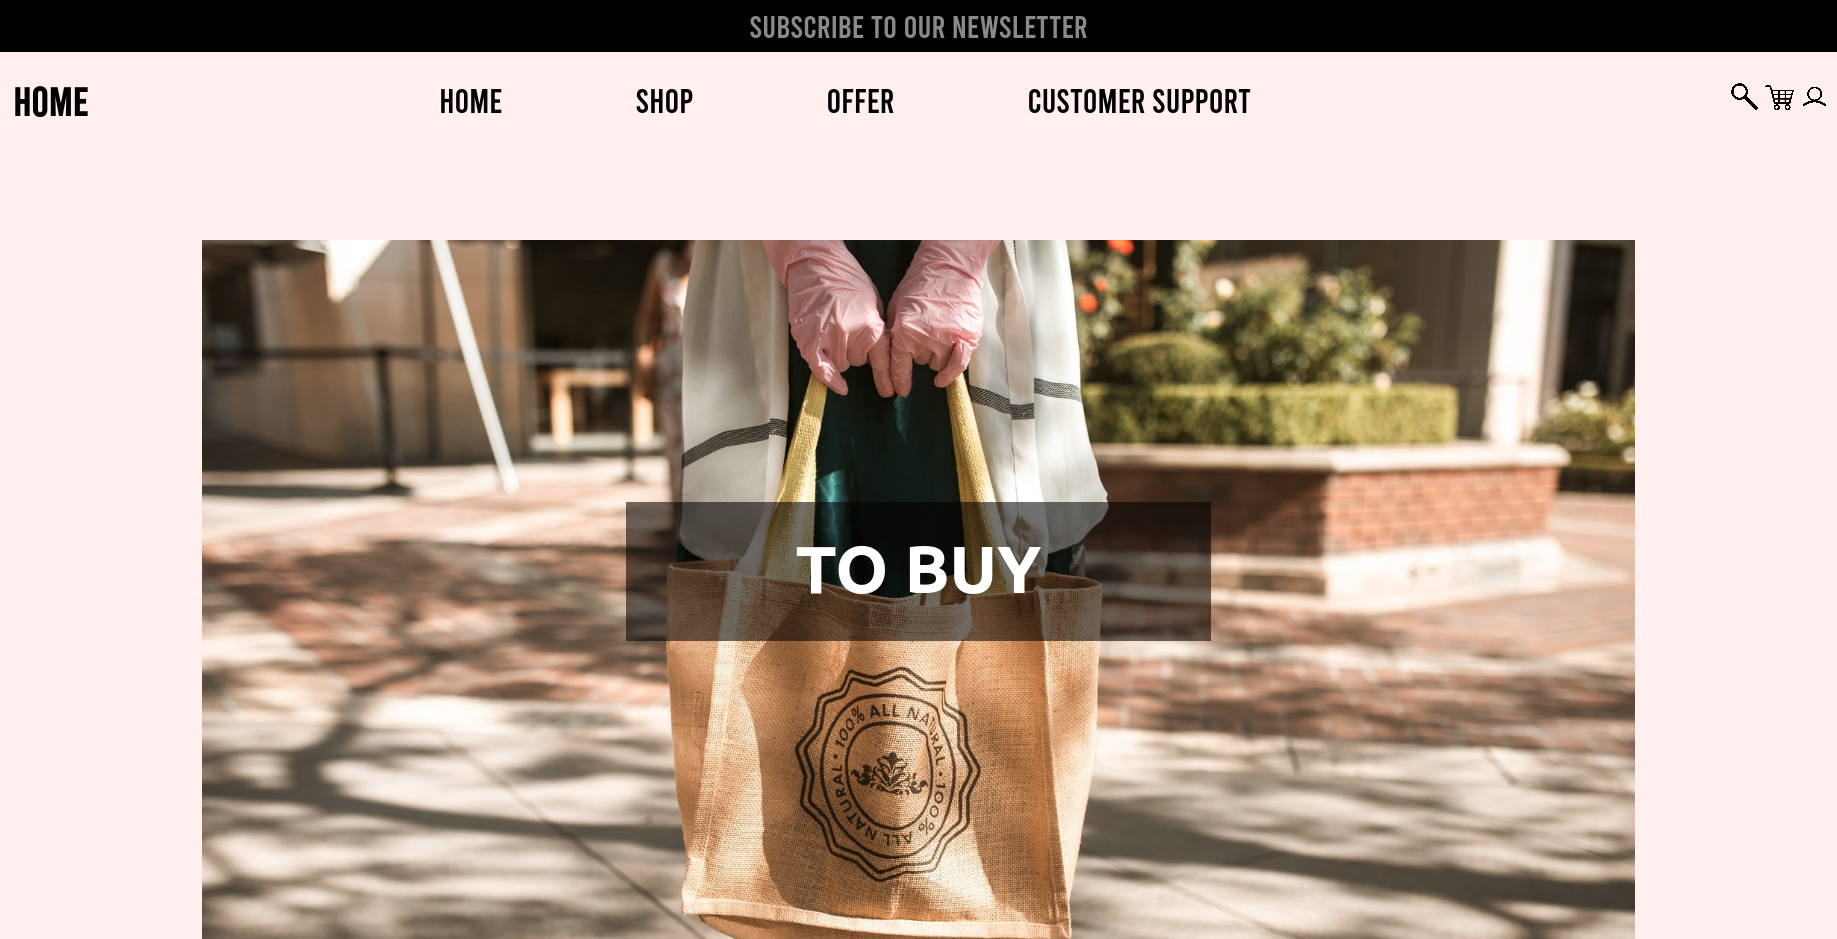 SUBSCRIBE TO OUR NEWSLETTER
HOME
HOME
SHOP
OFFER
CUSTOMER SUPPORT
TO BUY
100% ALL NATURAL • 100% ALL NATURAL •